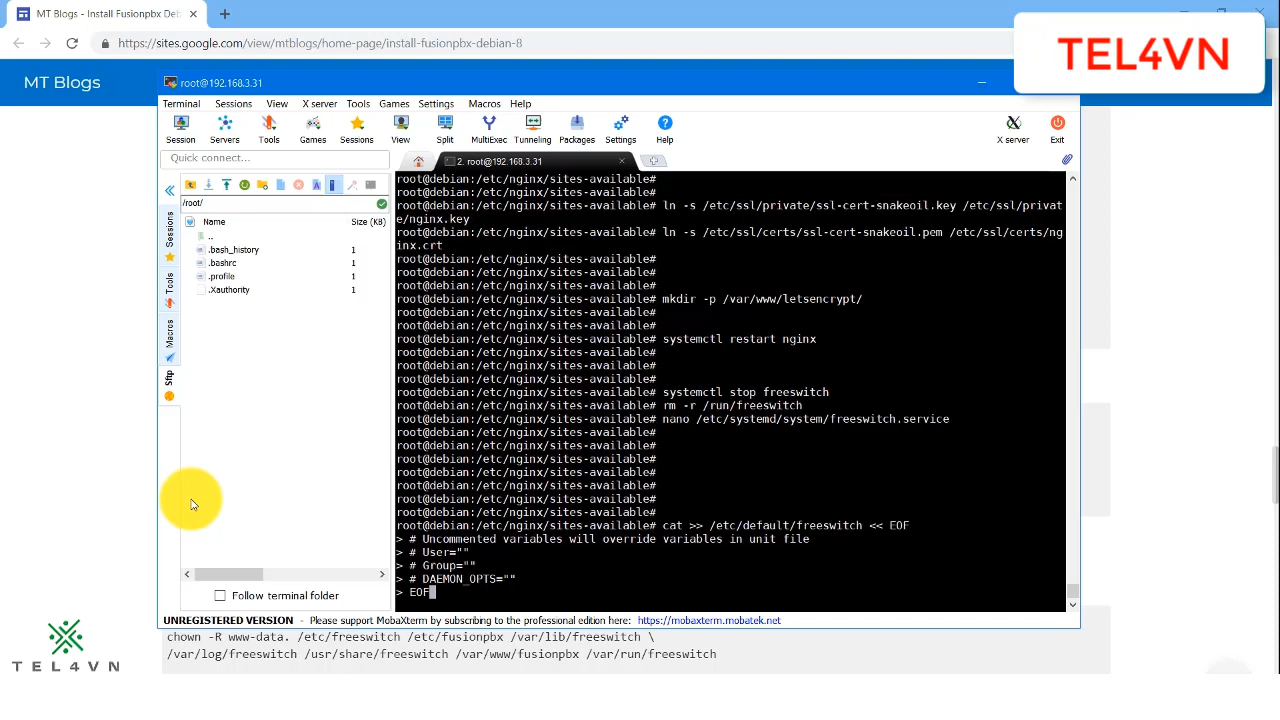 MT Blogs - Install Fusionpbx Deb
https://sites.google.com/view/mtblogs/home-page/install-fusionpbx-debian-8
TEL4VN
MT Blogs
root@192.168.3.31
Terminal Sessions View X server Tools Games Settings Macros Help
Session Servers Tools Games Sessions View Split MultiExec Tunneling Packages Settings Help X server Exit
Quick connect...
2. root@192.168.3.31
/root/
Name Size (KB)
..
.bash_history 1
.bashrc 1
.profile 1
.Xauthority 1
Sessions
Tools
Macros
Sftp
Follow terminal folder
root@debian:/etc/nginx/sites-available#
root@debian:/etc/nginx/sites-available#
root@debian:/etc/nginx/sites-available# ln -s /etc/ssl/private/ssl-cert-snakeoil.key /etc/ssl/privat
e/nginx.key
root@debian:/etc/nginx/sites-available# ln -s /etc/ssl/certs/ssl-cert-snakeoil.pem /etc/ssl/certs/ng
inx.crt
root@debian:/etc/nginx/sites-available#
root@debian:/etc/nginx/sites-available#
root@debian:/etc/nginx/sites-available#
root@debian:/etc/nginx/sites-available# mkdir -p /var/www/letsencrypt/
root@debian:/etc/nginx/sites-available#
root@debian:/etc/nginx/sites-available#
root@debian:/etc/nginx/sites-available# systemctl restart nginx
root@debian:/etc/nginx/sites-available#
root@debian:/etc/nginx/sites-available#
root@debian:/etc/nginx/sites-available#
root@debian:/etc/nginx/sites-available# systemctl stop freeswitch
root@debian:/etc/nginx/sites-available# rm -r /run/freeswitch
root@debian:/etc/nginx/sites-available# nano /etc/systemd/system/freeswitch.service
root@debian:/etc/nginx/sites-available#
root@debian:/etc/nginx/sites-available#
root@debian:/etc/nginx/sites-available#
root@debian:/etc/nginx/sites-available#
root@debian:/etc/nginx/sites-available#
root@debian:/etc/nginx/sites-available#
root@debian:/etc/nginx/sites-available#
root@debian:/etc/nginx/sites-available# cat >> /etc/default/freeswitch << EOF
> # Uncommented variables will override variables in unit file
> # User=""
> # Group=""
> # DAEMON_OPTS=""
> EOF
UNREGISTERED VERSION - Please support MobaXterm by subscribing to the professional edition here: https://mobaxterm.mobatek.net
chown -R www-data. /etc/freeswitch /etc/fusionpbx /var/lib/freeswitch \
/var/log/freeswitch /usr/share/freeswitch /var/www/fusionpbx /var/run/freeswitch
TEL4VN